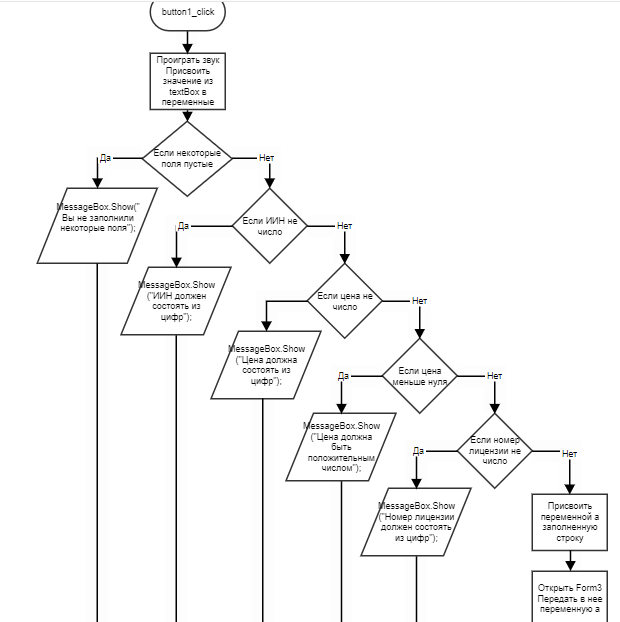 button1_click
Проиграть звук
Присвоить
значение из
textBox в
переменные
Если некоторые
поля пустые
Да
Нет
MessageBox.Show("
Вы не заполнили
некоторые поля");
Если ИИН не
число
Да
Нет
MessageBox.Show
("ИИН должен
состоять из
цифр");
Если цена не
число
Нет
MessageBox.Show
("Цена должна
состоять из
цифр");
Если цена
меньше нуля
Да
Нет
MessageBox.Show
("Цена должна
быть
положительным
числом");
Если номер
лицензии не
число
Да
Нет
MessageBox.Show
("Номер лицензии
должен состоять
из цифр");
Присвоить
переменной a
заполненную
строку
Открыть Form3
Передать в нее
переменную a